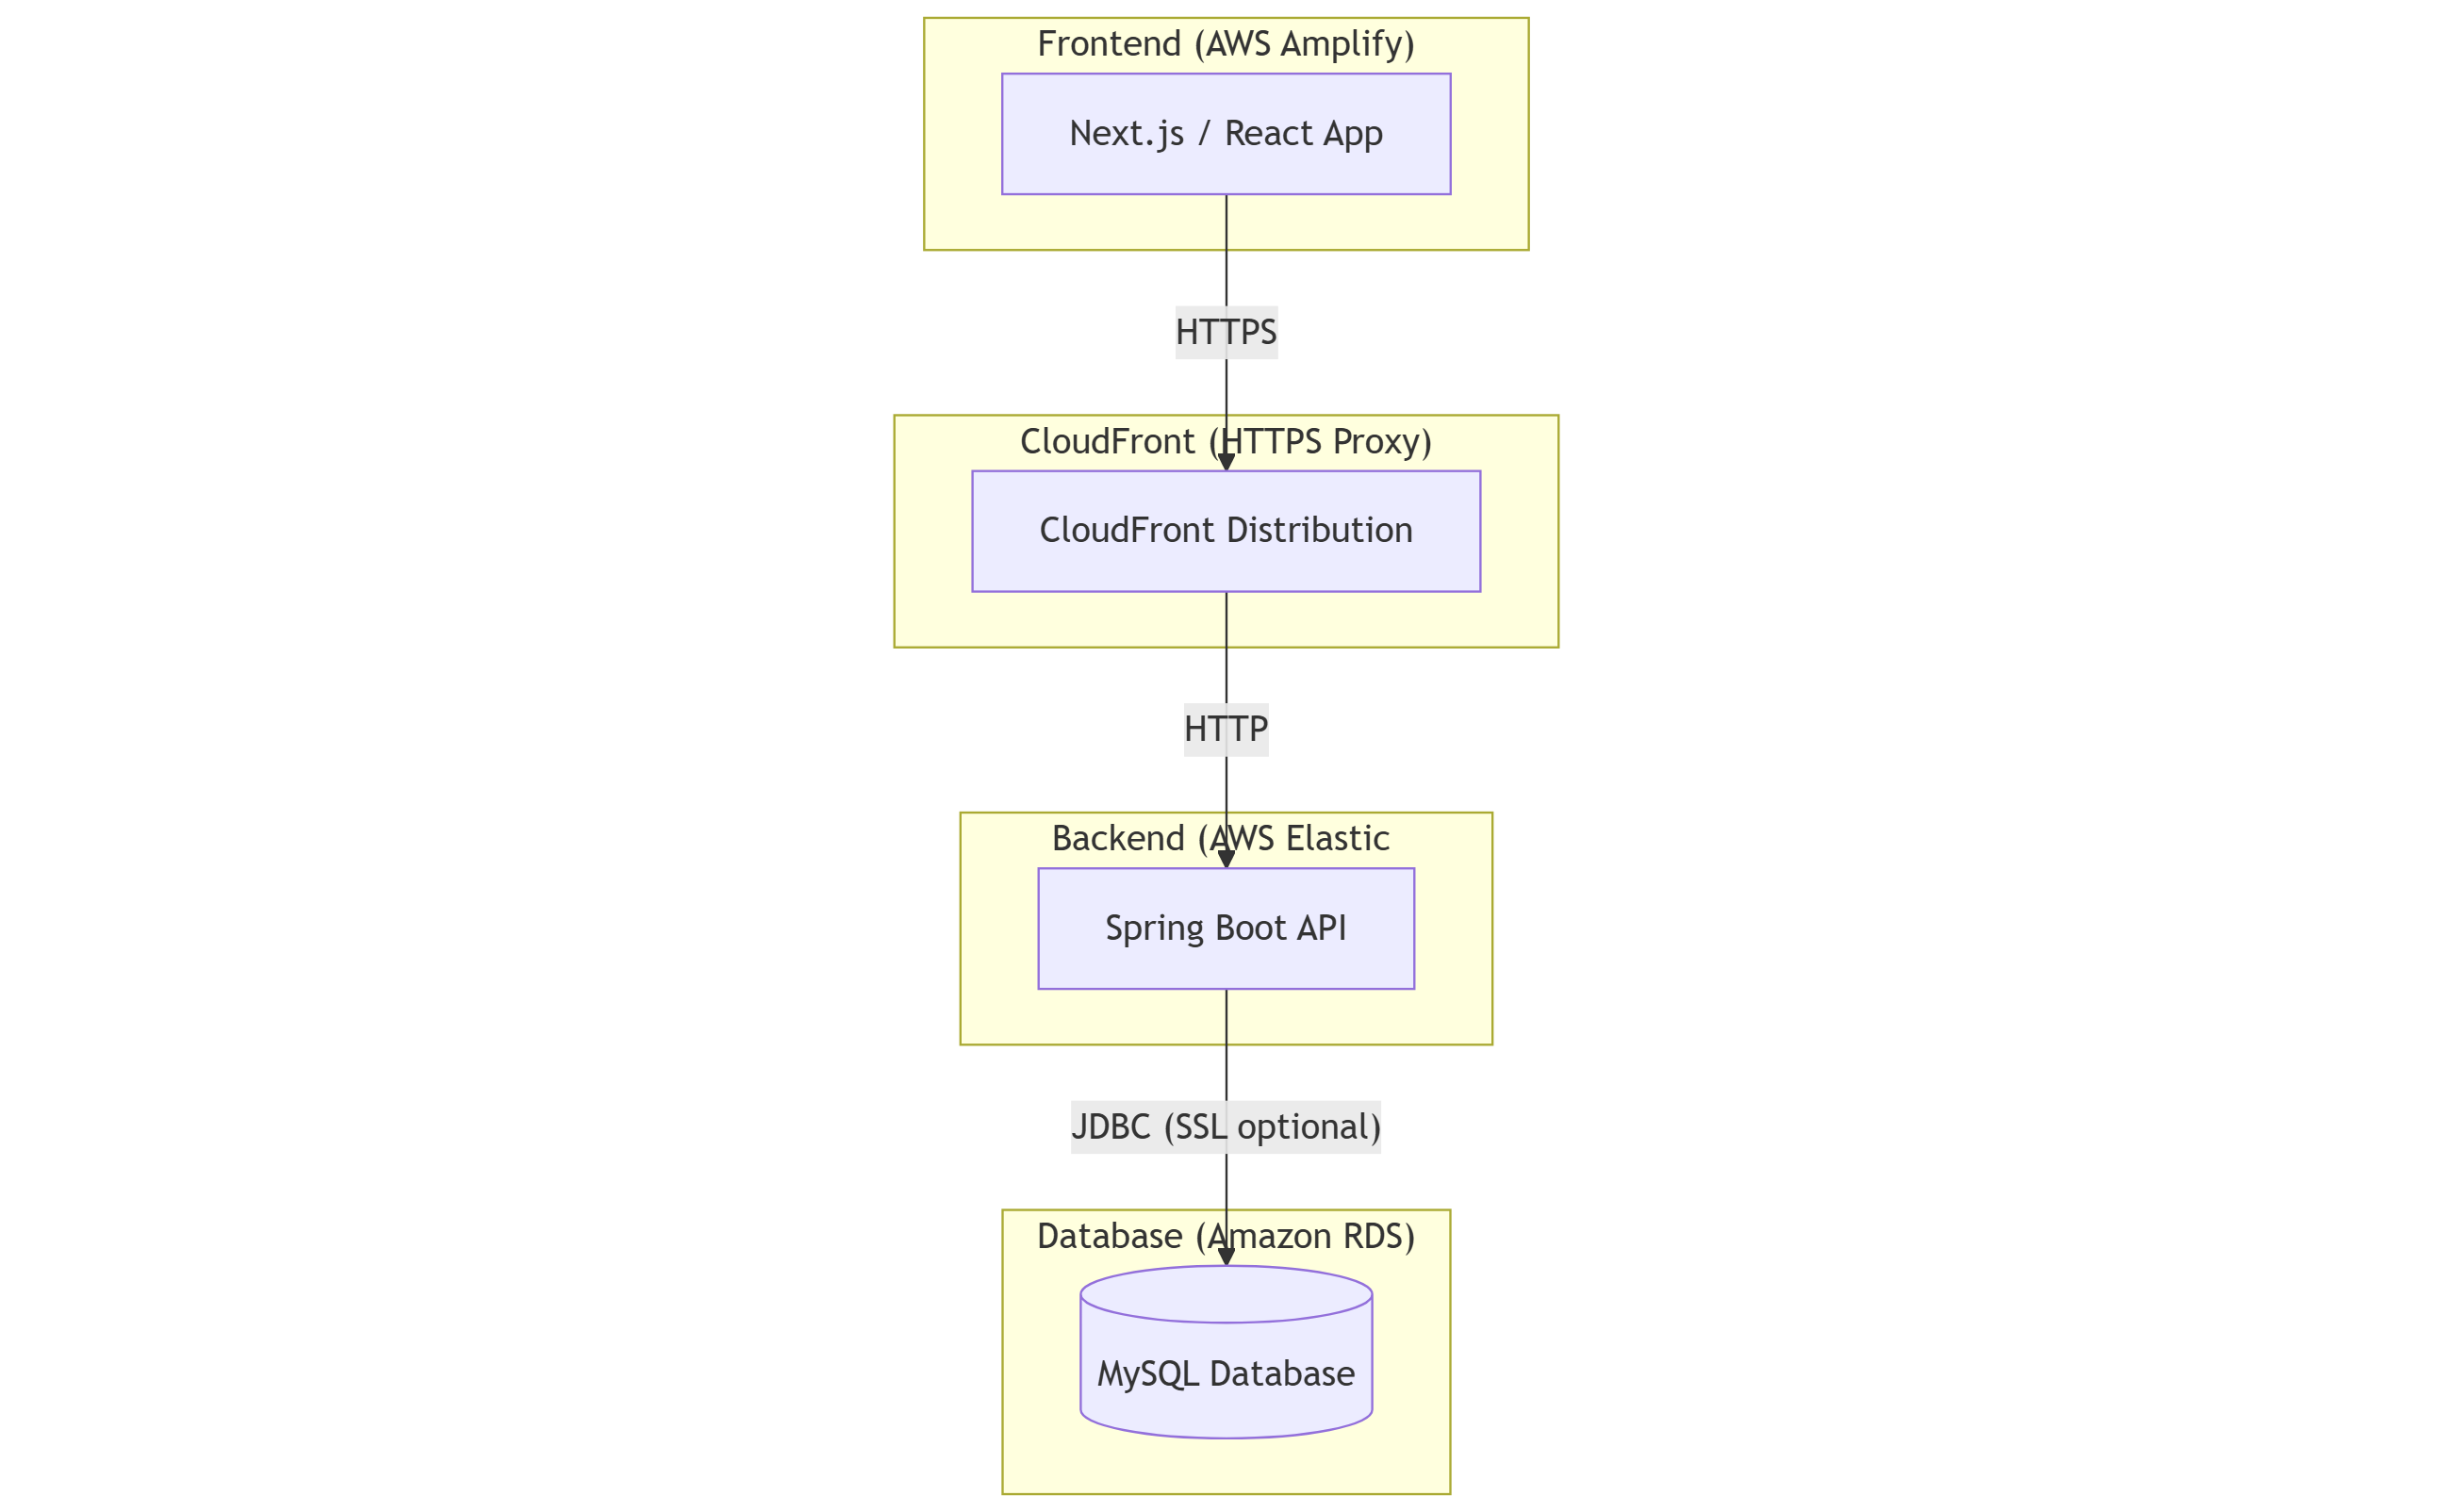 Frontend (AWS Amplify)
Next.js / React App
HTTPS
CloudFront (HTTPS Proxy)
CloudFront Distribution
HTTP
Backend (AWS Elastic
Spring Boot API
JDBC (SSL optional)
Database (Amazon RDS)
MySQL Database